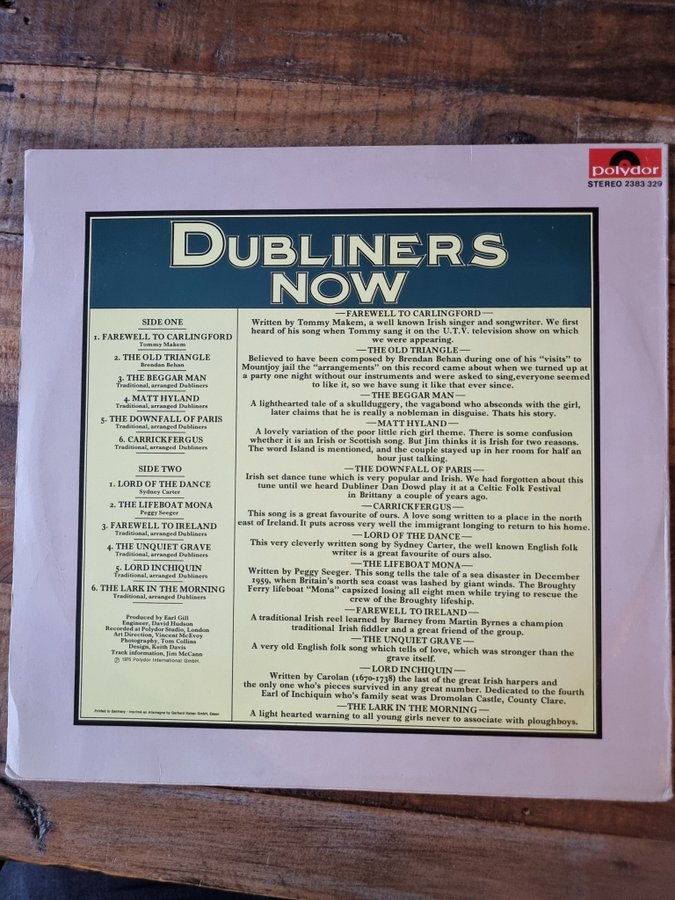 polydor
STEREO 2383 329
DUBLINERS
NOW
SIDE ONE
1. FAREWELL TO CARLINGFORD
Tommy Makem
2. THE OLD TRIANGLE
Brendan Behan
3. THE BEGGAR MAN
Traditional, arranged Dubliners
4. MATT HYLAND
Traditional, arranged Dubliners
5. THE DOWNFALL OF PARIS
Traditional, arranged Dubliners
6. CARRICKFERGUS
Traditional, arranged Dubliners
SIDE TWO
1. LORD OF THE DANCE
Sydney Carter
2. THE LIFEBOAT MONA
Peggy Seeger
3. FAREWELL TO IRELAND
Traditional, arranged Dubliners
4. THE UNQUIET GRAVE
Traditional, arranged Dubliners
5. LORD INCHIQUIN
Traditional, arranged Dubliners
6. THE LARK IN THE MORNING
Traditional, arranged Dubliners
Produced by Earl Gill
Engineer, David Hudson
Recorded at Polydor Studio, London
Art Direction, Vincent McEvoy
Photography, Tom Collins
Design, Keith Davis
Track information, Jim McCann
℗ 1975 Polydor International GmbH.
Printed in Germany · Imprimé en Allemagne by Gerhard Kaiser GmbH, Essen
—FAREWELL TO CARLINGFORD—
Written by Tommy Makem, a well known Irish singer and songwriter. We first
heard of his song when Tommy sang it on the U.T.V. television show on which
we were appearing.
—THE OLD TRIANGLE—
Believed to have been composed by Brendan Behan during one of his "visits" to
Mountjoy jail the "arrangements" on this record came about when we turned up at
a party one night without our instruments and were asked to sing,everyone seemed
to like it, so we have sung it like that ever since.
—THE BEGGAR MAN—
A lighthearted tale of a skullduggery, the vagabond who absconds with the girl,
later claims that he is really a nobleman in disguise. Thats his story.
—MATT HYLAND—
A lovely variation of the poor little rich girl theme. There is some confusion
whether it is an Irish or Scottish song. But Jim thinks it is Irish for two reasons.
The word Island is mentioned, and the couple stayed up in her room for half an
hour just talking.
—THE DOWNFALL OF PARIS—
Irish set dance tune which is very popular and Irish. We had forgotten about this
tune until we heard Dubliner Dan Dowd play it at a Celtic Folk Festival
in Brittany a couple of years ago.
—CARRICKFERGUS—
This song is a great favourite of ours. A love song written to a place in the north
east of Ireland. It puts across very well the immigrant longing to return to his home.
—LORD OF THE DANCE—
This very cleverly written song by Sydney Carter, the well known English folk
writer is a great favourite of ours also.
—THE LIFEBOAT MONA—
Written by Peggy Seeger. This song tells the tale of a sea disaster in December
1959, when Britain's north sea coast was lashed by giant winds. The Broughty
Ferry lifeboat "Mona" capsized losing all eight men while trying to rescue the
crew of the Broughty lifeship.
—FAREWELL TO IRELAND—
A traditional Irish reel learned by Barney from Martin Byrnes a champion
traditional Irish fiddler and a great friend of the group.
—THE UNQUIET GRAVE—
A very old English folk song which tells of love, which was stronger than the
grave itself.
—LORD INCHIQUIN—
Written by Carolan (1670-1738) the last of the great Irish harpers and
the only one who's pieces survived in any great number. Dedicated to the fourth
Earl of Inchiquin who's family seat was Dromolan Castle, County Clare.
—THE LARK IN THE MORNING—
A light hearted warning to all young girls never to associate with ploughboys.